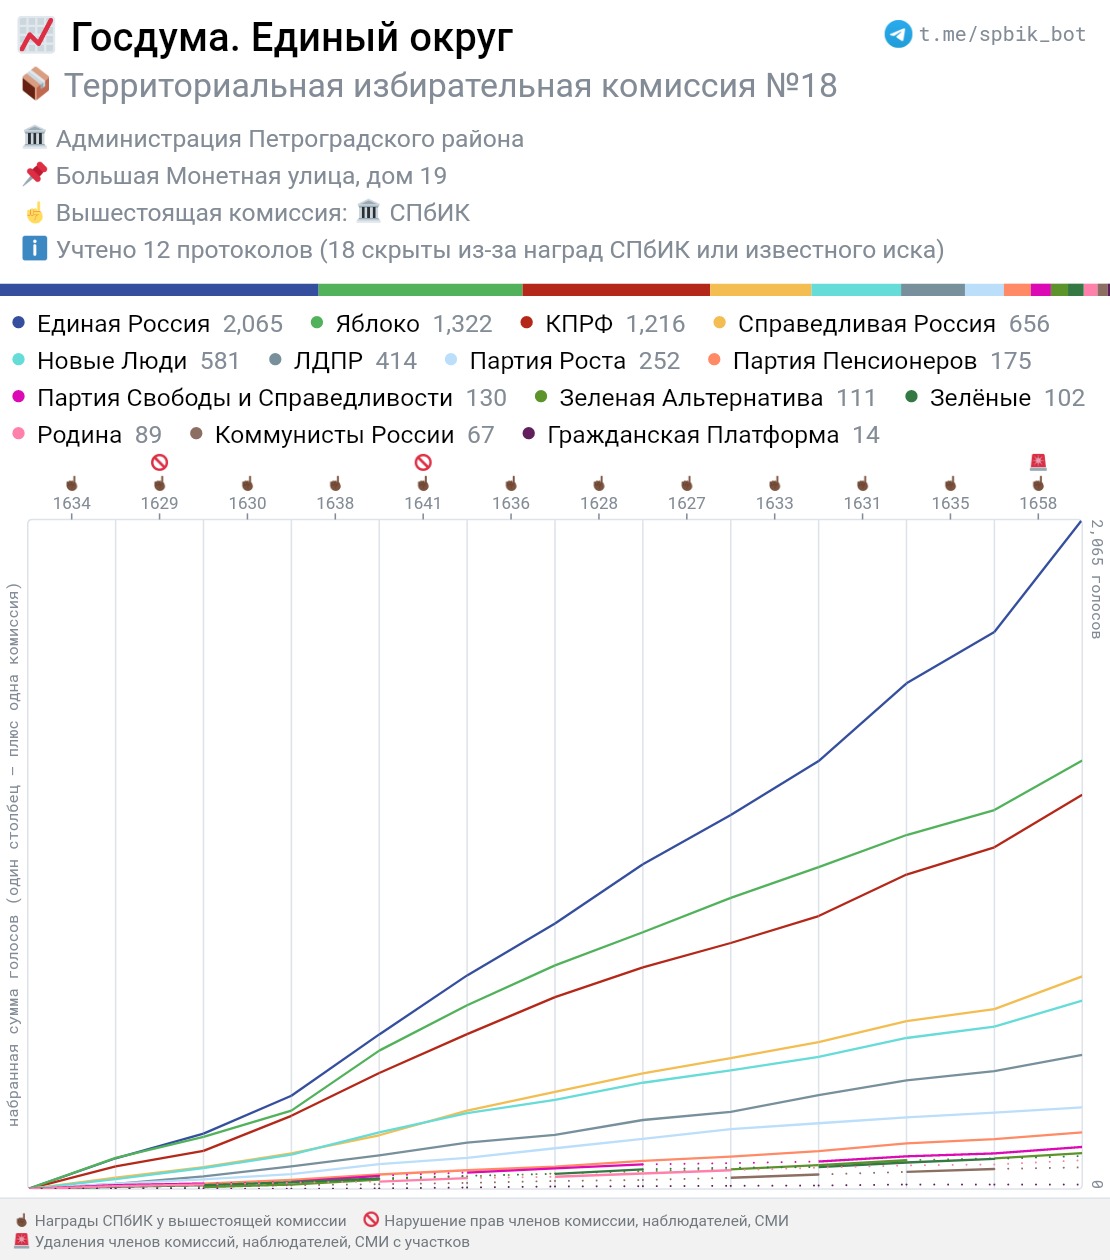 Госдума. Единый округ
t.me/spbik_bot
Территориальная избирательная комиссия №18
Администрация Петроградского района
Большая Монетная улица, дом 19
Вышестоящая комиссия: СПбИК
Учтено 12 протоколов (18 скрыты из-за наград СПбИК или известного иска)
Единая Россия 2,065 Яблоко 1,322 КПРФ 1,216 Справедливая Россия 656
Новые Люди 581 ЛДПР 414 Партия Роста 252 Партия Пенсионеров 175
Партия Свободы и Справедливости 130 Зеленая Альтернатива 111 Зелёные 102
Родина 89 Коммунисты России 67 Гражданская Платформа 14
1634 1629 1630 1638 1641 1636 1628 1627 1633 1631 1635 1658
2,065 голосов
набранная сумма голосов (один столбец – плюс одна комиссия)
0
Награды СПбИК у вышестоящей комиссии Нарушение прав членов комиссии, наблюдателей, СМИ
Удаления членов комиссий, наблюдателей, СМИ с участков